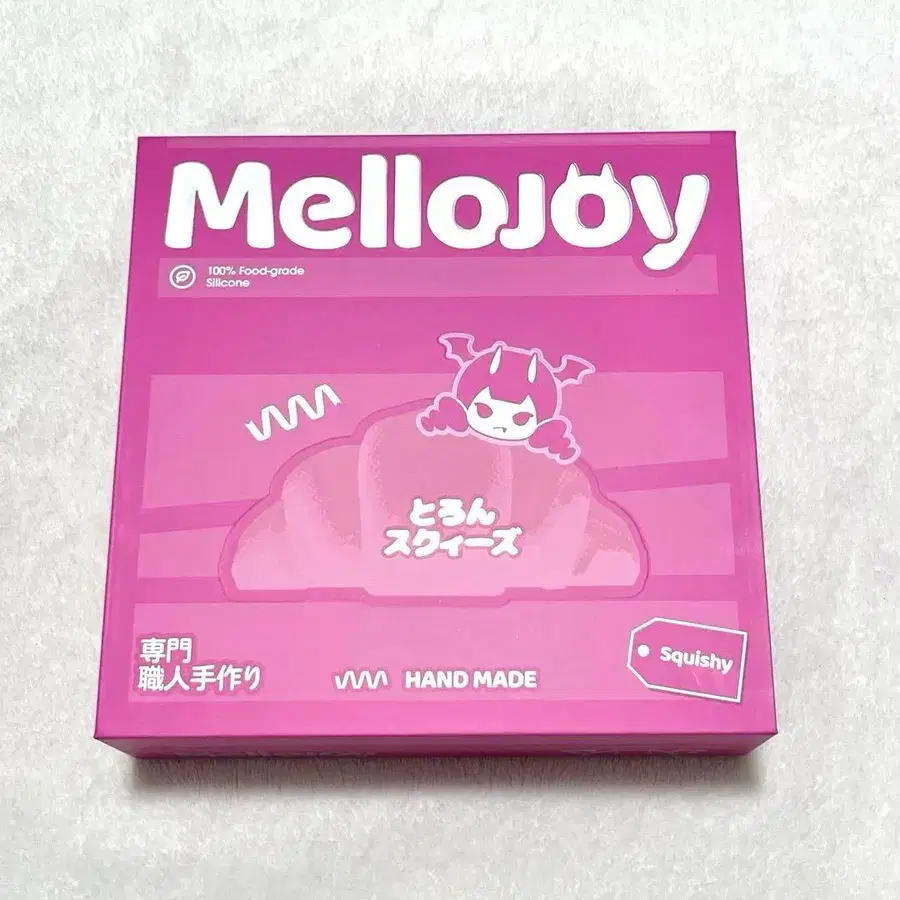 Mellojoy
100% Food-grade
Silicone
とろん
スクィーズ
専門
職人手作り
HAND MADE
Squishy